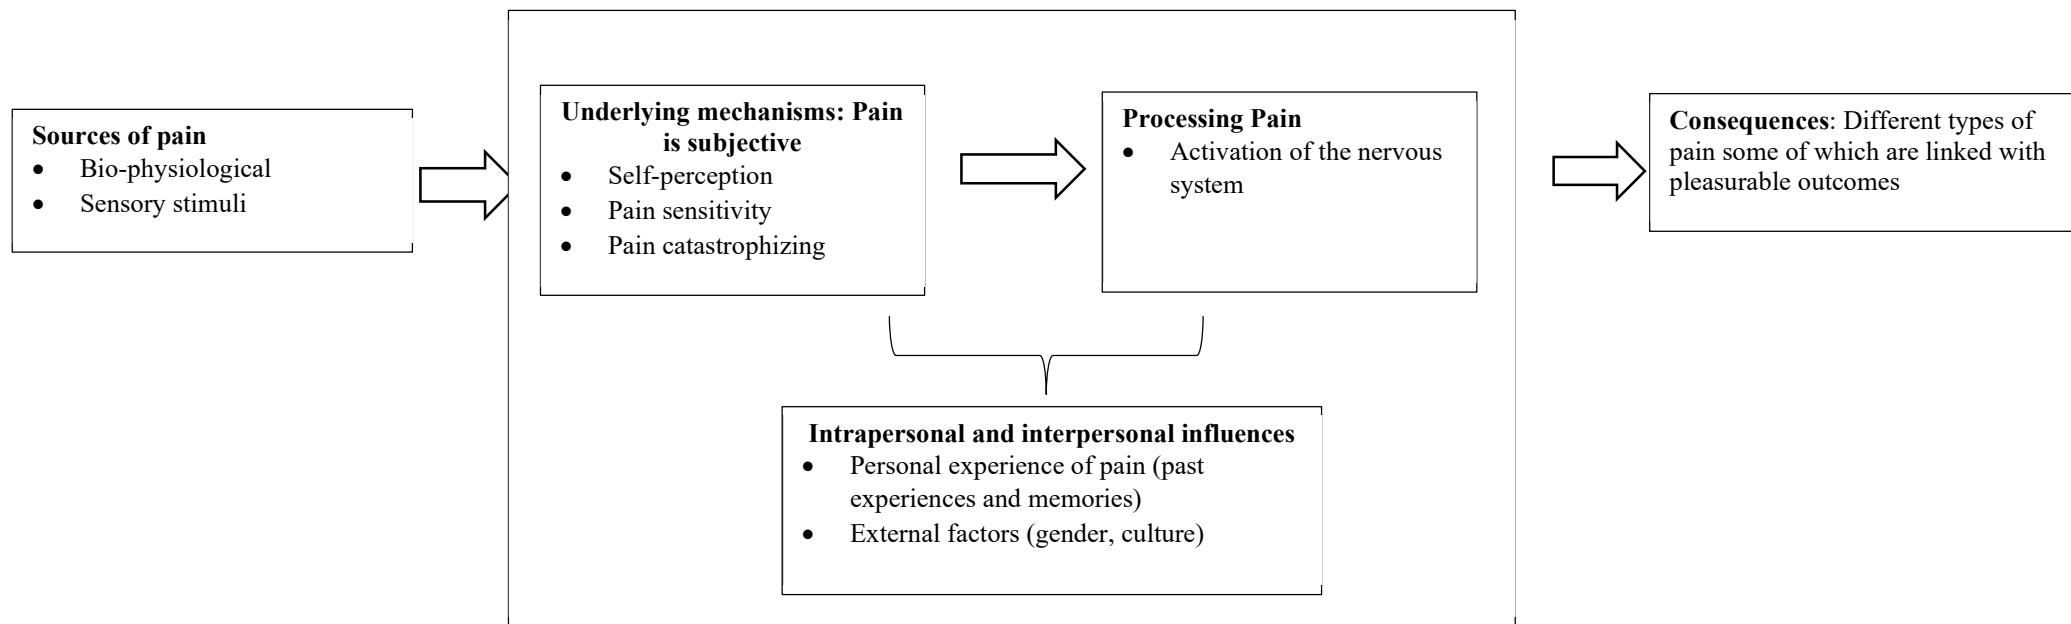 Sources of pain
• Bio-physiological
• Sensory stimuli
Underlying mechanisms: Pain
is subjective
• Self-perception
• Pain sensitivity
• Pain catastrophizing
Processing Pain
• Activation of the nervous
system
Consequences: Different types of
pain some of which are linked with
pleasurable outcomes
Intrapersonal and interpersonal influences
• Personal experience of pain (past
experiences and memories)
• External factors (gender, culture)